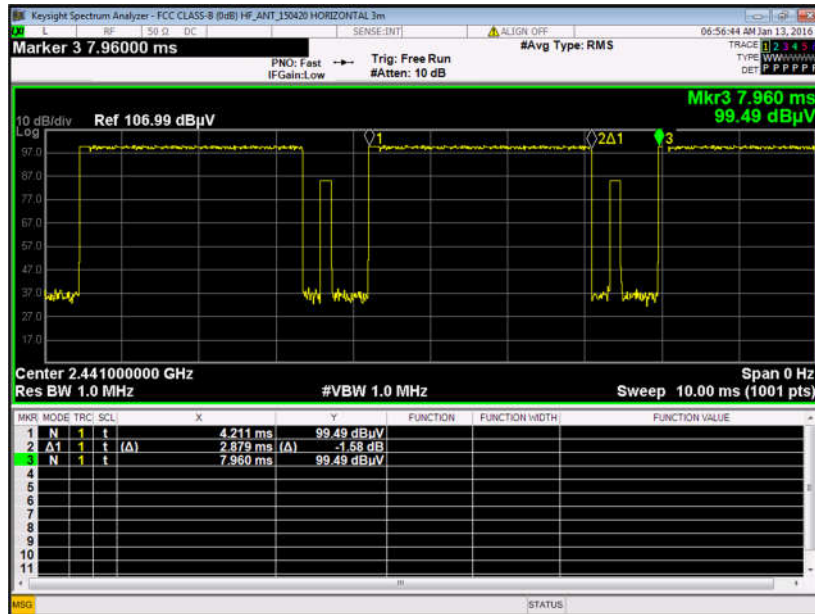 Keysight Spectrum Analyzer - FCC CLASS-B (0dB) HF_ANT_150420 HORIZONTAL 3m
L RF 50 Ω DC SENSE:INT ALIGN OFF 06:56:44 AM Jan 13, 2016
Marker 3 7.96000 ms
#Avg Type: RMS
PNO: Fast
IFGain:Low
Trig: Free Run
#Atten: 10 dB
TRACE 1 2 3 4 5
TYPE
DET P P P P P
Mkr3 7.960 ms
99.49 dBµV
10 dB/div Ref 106.99 dBµV
Log
1 2Δ1 3
97.0
87.0
77.0
67.0
57.0
47.0
37.0
27.0
17.0
Center 2.441000000 GHz Span 0 Hz
Res BW 1.0 MHz #VBW 1.0 MHz Sweep 10.00 ms (1001 pts)
MKR MODE TRC SCL X Y FUNCTION FUNCTION WIDTH FUNCTION VALUE
1 N 1 t 4.211 ms 99.49 dBµV
2 Δ1 1 t (Δ) 2.879 ms (Δ) -1.58 dB
3 N 1 t 7.960 ms 99.49 dBµV
4
5
6
7
8
9
10
11
MSG STATUS